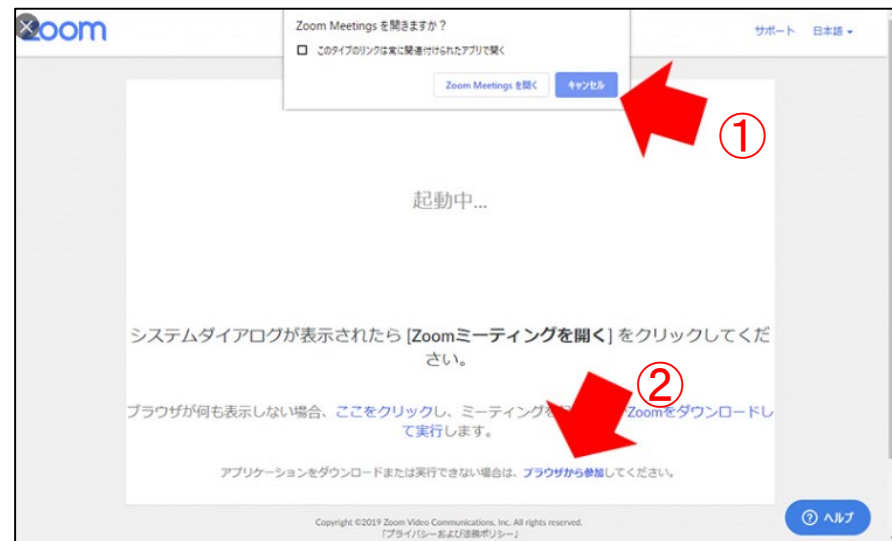 zoom
サポート 日本語
Zoom Meetings を開きますか？
このタイプのリンクは常に関連付けられたアプリで開く
Zoom Meetings を開く キャンセル
①
起動中...
システムダイアログが表示されたら [Zoomミーティングを開く] をクリックしてくだ
さい。
②
ブラウザが何も表示しない場合、ここをクリックし、ミーティングを Zoomをダウンロードし
て実行します。
アプリケーションをダウンロードまたは実行できない場合は、ブラウザから参加してください。
Copyright ©2019 Zoom Video Communications, Inc. All rights reserved.
「プライバシーおよび法務ポリシー」
ヘルプ